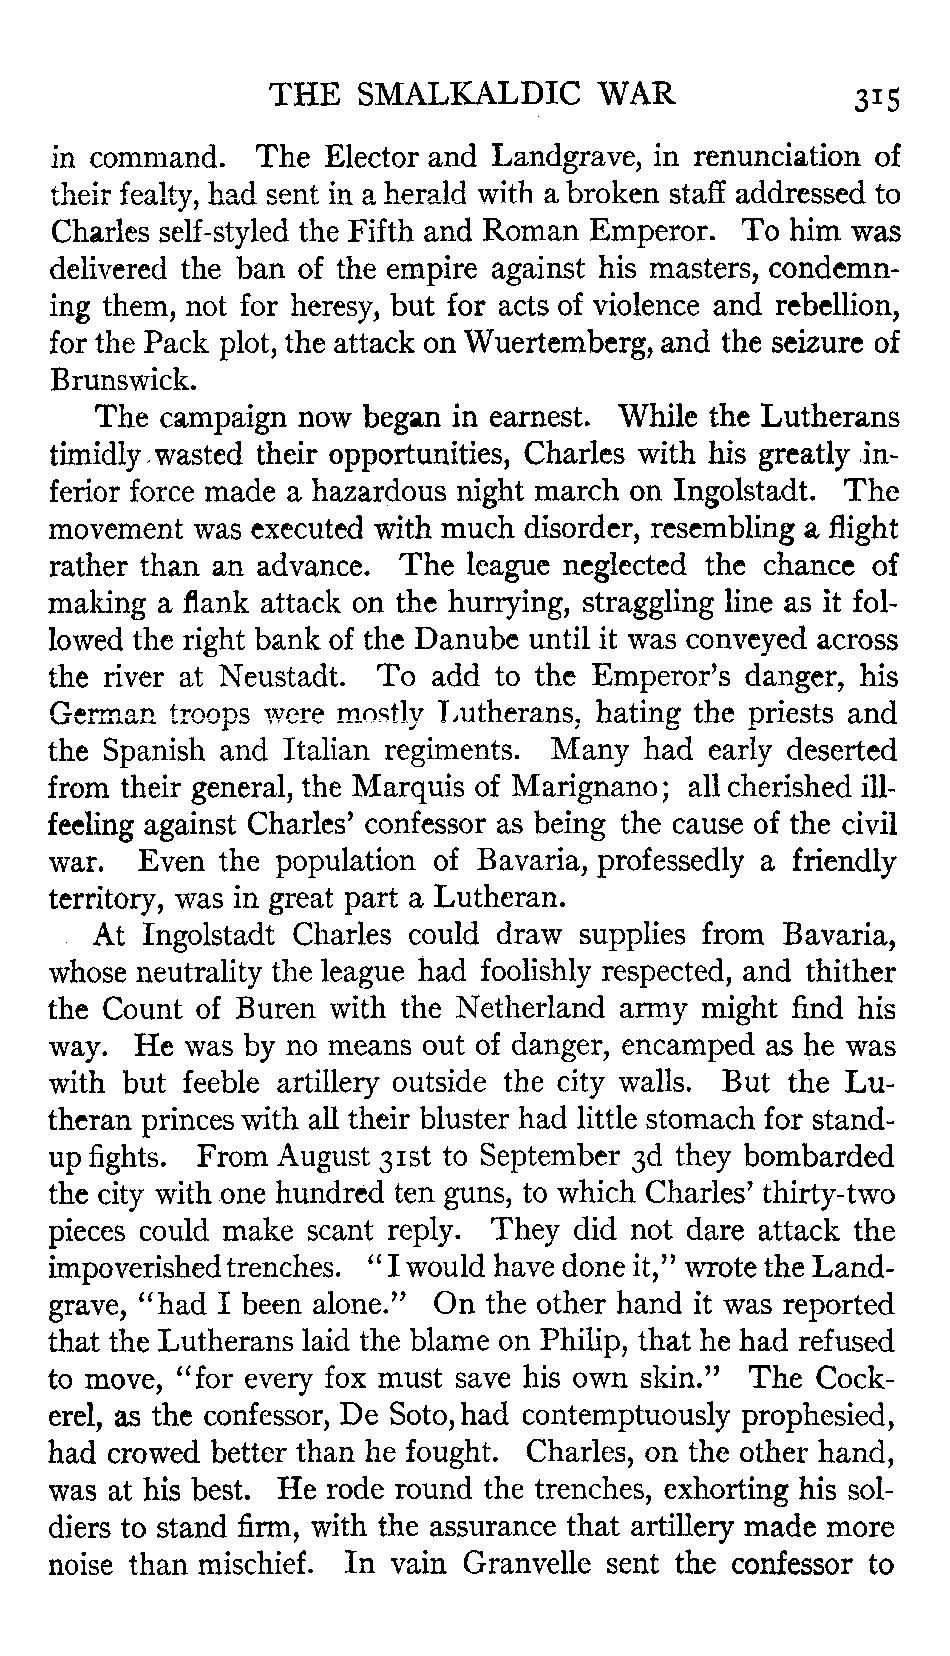 THE SMALKALDIC WAR 315
in command. The Elector and Landgrave, in renunciation of
their fealty, had sent in a herald with a broken staff addressed to
Charles self-styled the Fifth and Roman Emperor. To him was
delivered the ban of the empire against his masters, condemn-
ing them, not for heresy, but for acts of violence and rebellion,
for the Pack plot, the attack on Wuertemberg, and the seizure of
Brunswick.
The campaign now began in earnest. While the Lutherans
timidly wasted their opportunities, Charles with his greatly in-
ferior force made a hazardous night march on Ingolstadt. The
movement was executed with much disorder, resembling a flight
rather than an advance. The league neglected the chance of
making a flank attack on the hurrying, straggling line as it fol-
lowed the right bank of the Danube until it was conveyed across
the river at Neustadt. To add to the Emperor's danger, his
German troops were mostly Lutherans, hating the priests and
the Spanish and Italian regiments. Many had early deserted
from their general, the Marquis of Marignano; all cherished ill-
feeling against Charles' confessor as being the cause of the civil
war. Even the population of Bavaria, professedly a friendly
territory, was in great part a Lutheran.
At Ingolstadt Charles could draw supplies from Bavaria,
whose neutrality the league had foolishly respected, and thither
the Count of Buren with the Netherland army might find his
way. He was by no means out of danger, encamped as he was
with but feeble artillery outside the city walls. But the Lu-
theran princes with all their bluster had little stomach for stand-
up fights. From August 31st to September 3d they bombarded
the city with one hundred ten guns, to which Charles' thirty-two
pieces could make scant reply. They did not dare attack the
impoverished trenches. "I would have done it," wrote the Land-
grave, "had I been alone." On the other hand it was reported
that the Lutherans laid the blame on Philip, that he had refused
to move, "for every fox must save his own skin." The Cock-
erel, as the confessor, De Soto, had contemptuously prophesied,
had crowed better than he fought. Charles, on the other hand,
was at his best. He rode round the trenches, exhorting his sol-
diers to stand firm, with the assurance that artillery made more
noise than mischief. In vain Granvelle sent the confessor to